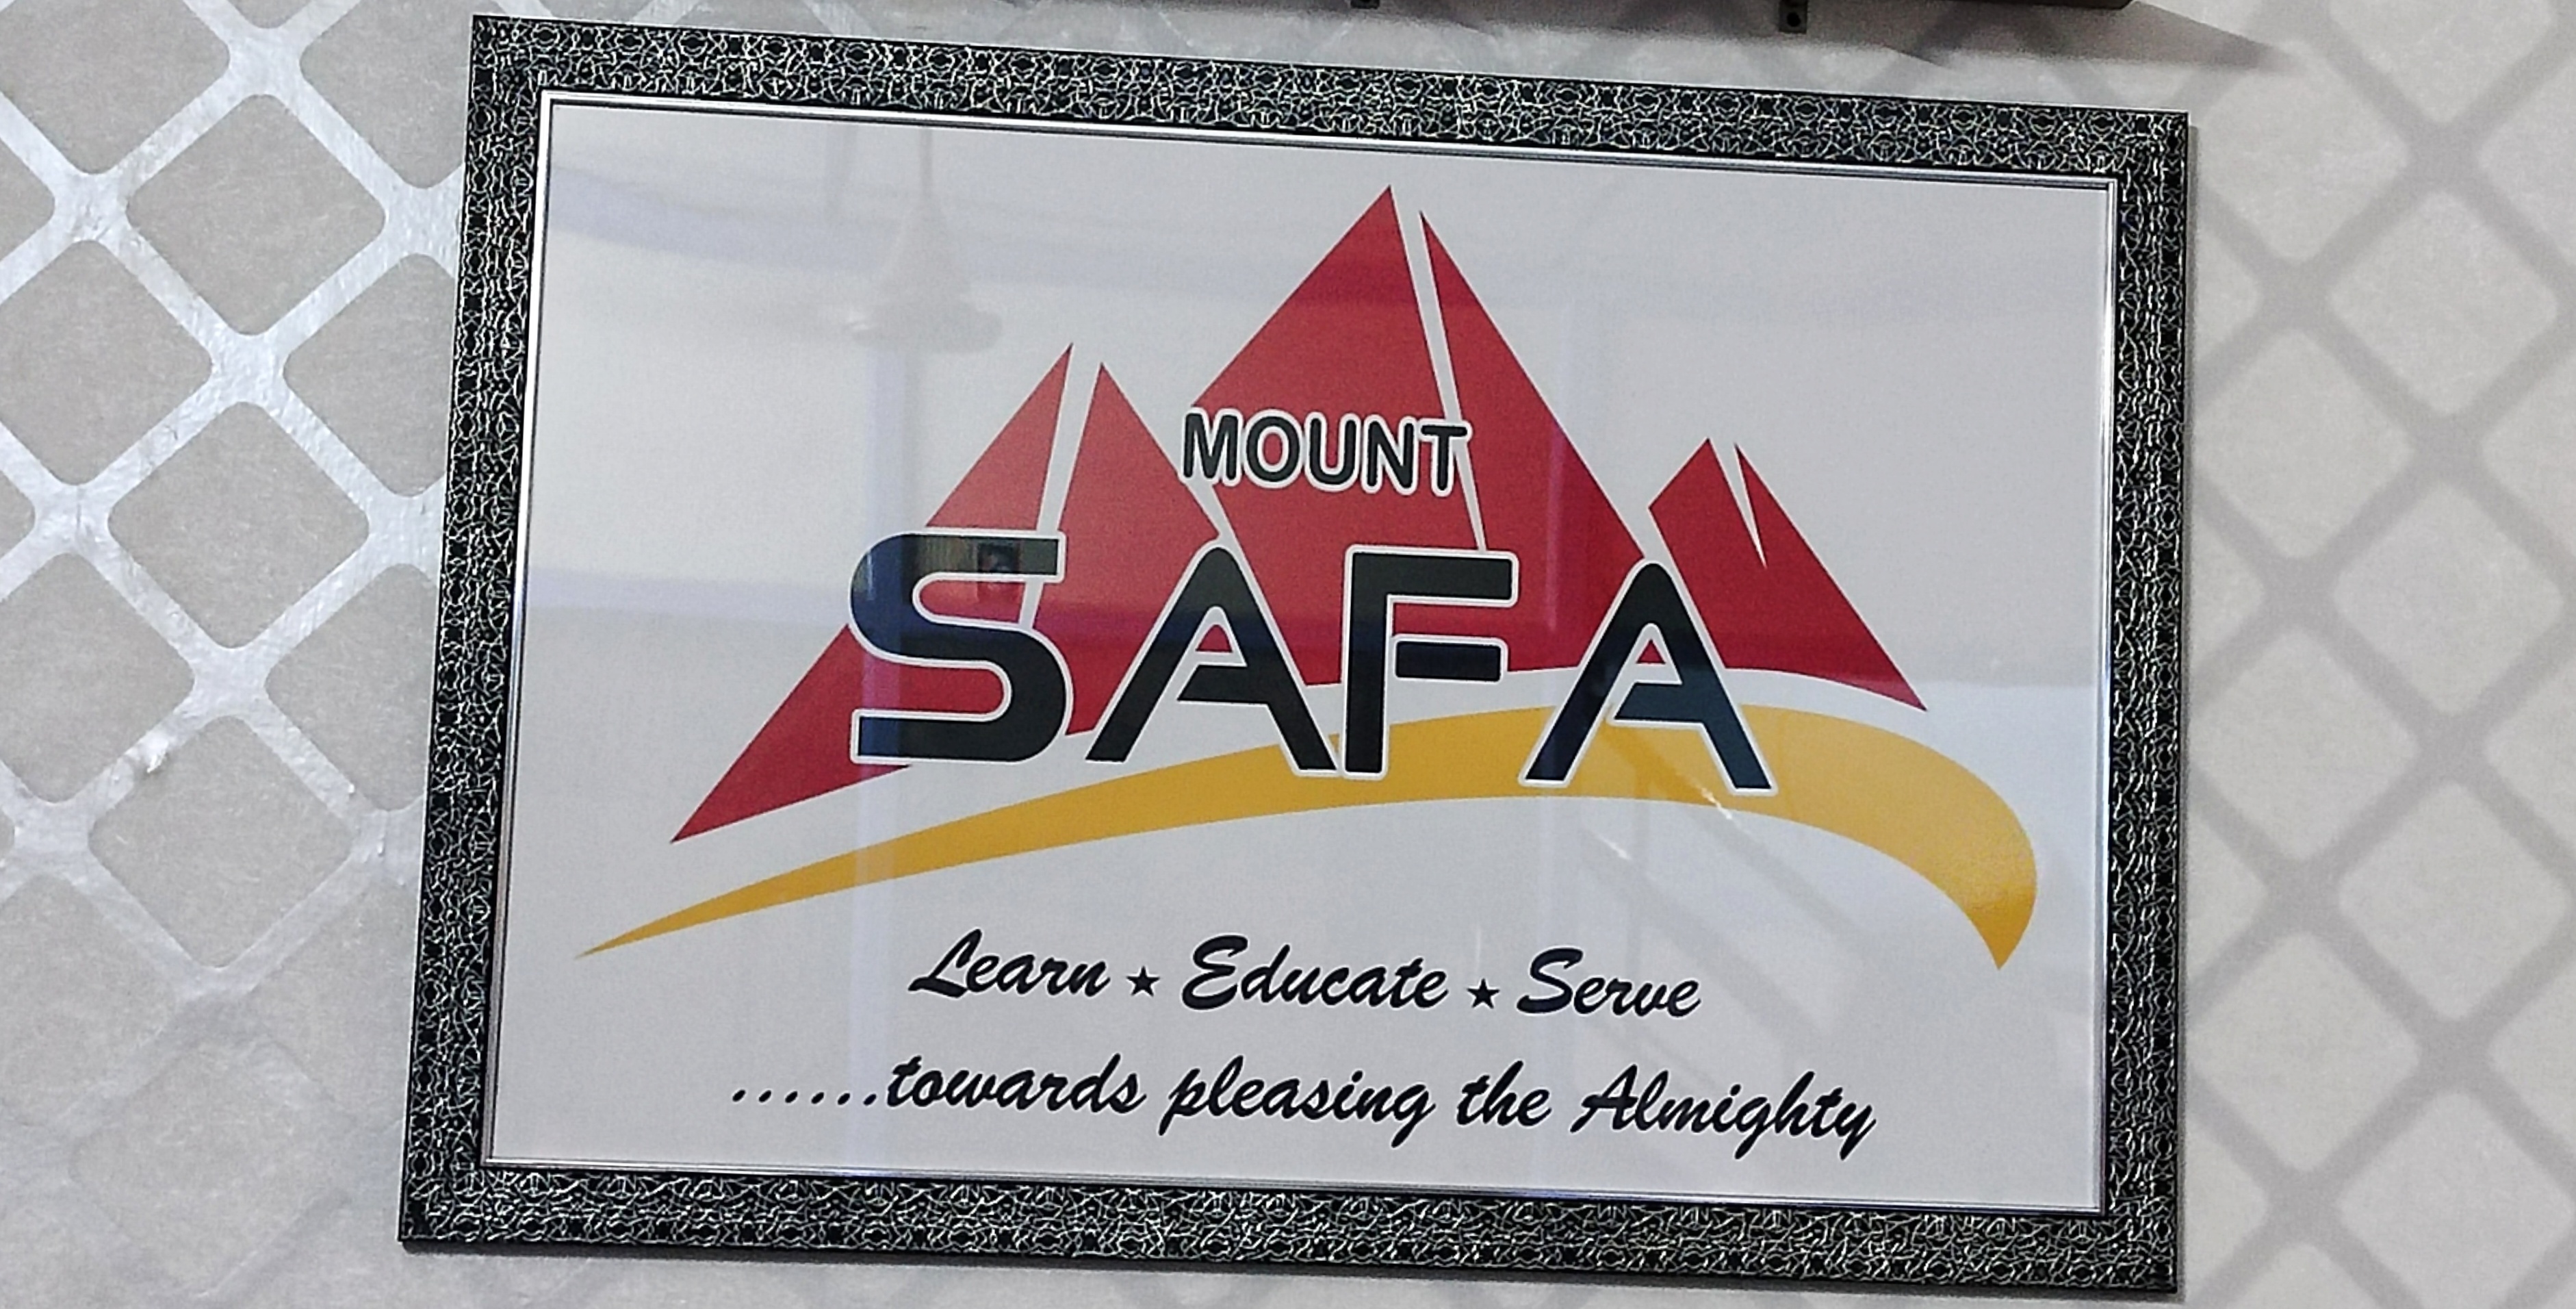 MOUNT
SAFA
Learn ★ Educate ★ Serve
......towards pleasing the Almighty